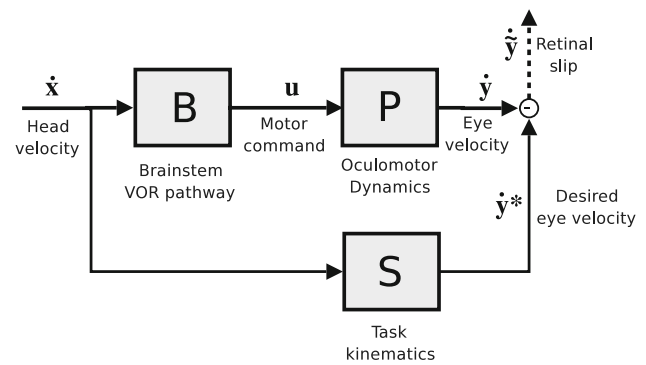 ẋ
Head
velocity
B
Brainstem
VOR pathway
u
Motor
command
P
Oculomotor
Dynamics
ẏ
Eye
velocity
-
ỹ̇
Retinal
slip
ẏ*
Desired
eye velocity
S
Task
kinematics